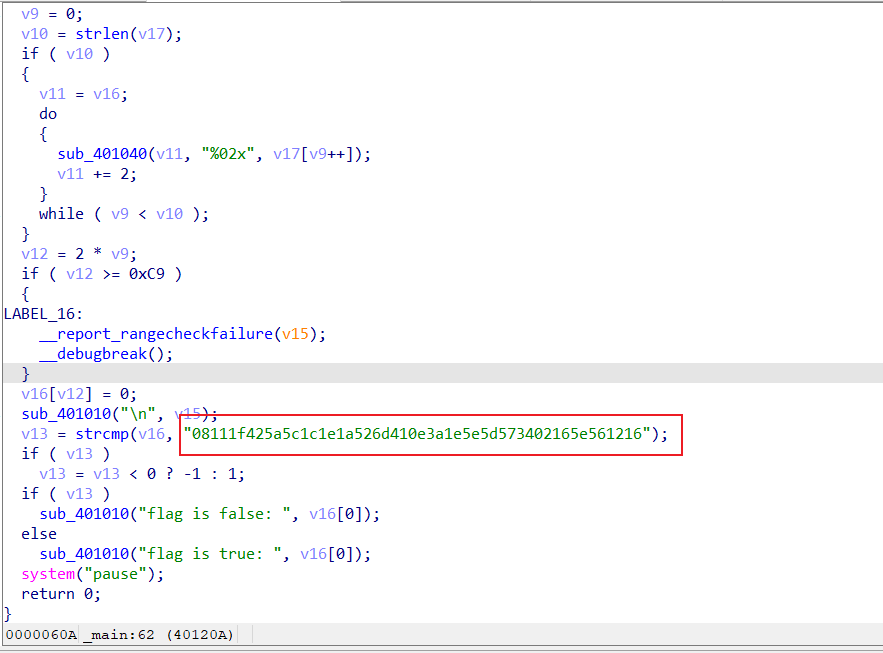 v9 = 0;
v10 = strlen(v17);
if ( v10 )
{
v11 = v16;
do
{
sub_401040(v11, "%02x", v17[v9++]);
v11 += 2;
}
while ( v9 < v10 );
}
v12 = 2 * v9;
if ( v12 >= 0xC9 )
{
LABEL_16:
__report_rangecheckfailure(v15);
__debugbreak();
}
v16[v12] = 0;
sub_401010("\n", v15);
v13 = strcmp(v16, "08111f425a5c1c1e1a526d410e3a1e5e5d573402165e561216");
if ( v13 )
v13 = v13 < 0 ? -1 : 1;
if ( v13 )
sub_401010("flag is false: ", v16[0]);
else
sub_401010("flag is true: ", v16[0]);
system("pause");
return 0;
}
0000060A _main:62 (40120A)